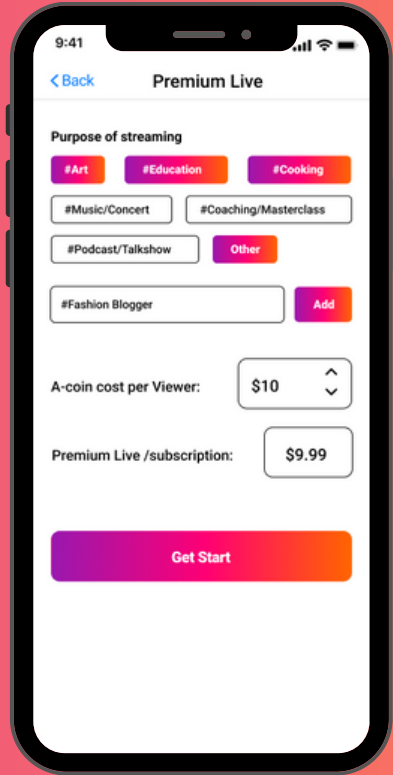 9:41
Back
Premium Live
Purpose of streaming
#Art #Education #Cooking
#Music/Concert #Coaching/Masterclass
#Podcast/Talkshow Other
#Fashion Blogger Add
A-coin cost per Viewer: $10
Premium Live /subscription: $9.99
Get Start